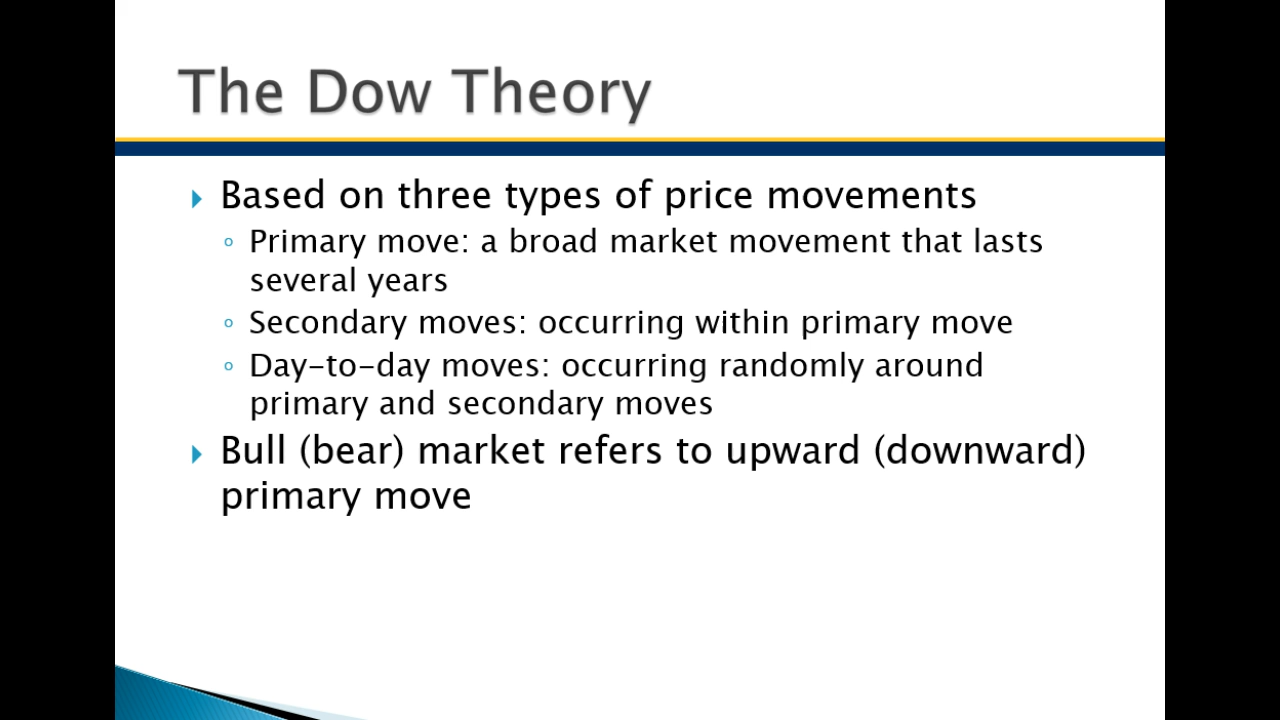 The Dow Theory
Based on three types of price movements
Primary move: a broad market movement that lasts
several years
Secondary moves: occurring within primary move
Day-to-day moves: occurring randomly around
primary and secondary moves
Bull (bear) market refers to upward (downward)
primary move